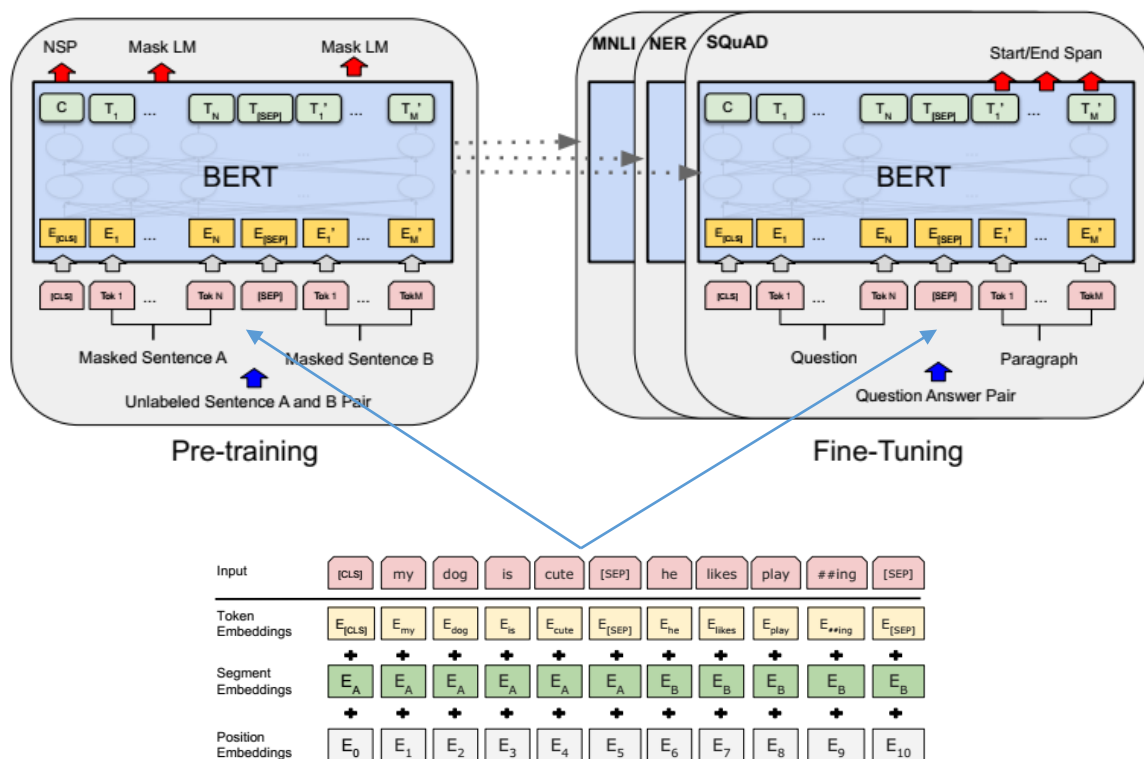 NSP Mask LM Mask LM
C T1 ... TN T[SEP] T1' ... TM'
BERT
E[CLS] E1 ... EN E[SEP] E1' ... EM'
[CLS] Tok 1 ... Tok N [SEP] Tok 1 ... TokM
Masked Sentence A Masked Sentence B
Unlabeled Sentence A and B Pair
Pre-training
MNLI NER SQuAD
Start/End Span
C T1 ... TN T[SEP] T1' ... TM'
BERT
E[CLS] E1 ... EN E[SEP] E1' ... EM'
[CLS] Tok 1 ... Tok N [SEP] Tok 1 ... TokM
Question Paragraph
Question Answer Pair
Fine-Tuning
Input [CLS] my dog is cute [SEP] he likes play ##ing [SEP]
Token
Embeddings E[CLS] Emy Edog Eis Ecute E[SEP] Ehe Elikes Eplay E##ing E[SEP]
+ + + + + + + + + + +
Segment
Embeddings EA EA EA EA EA EA EB EB EB EB EB
+ + + + + + + + + + +
Position
Embeddings E0 E1 E2 E3 E4 E5 E6 E7 E8 E9 E10